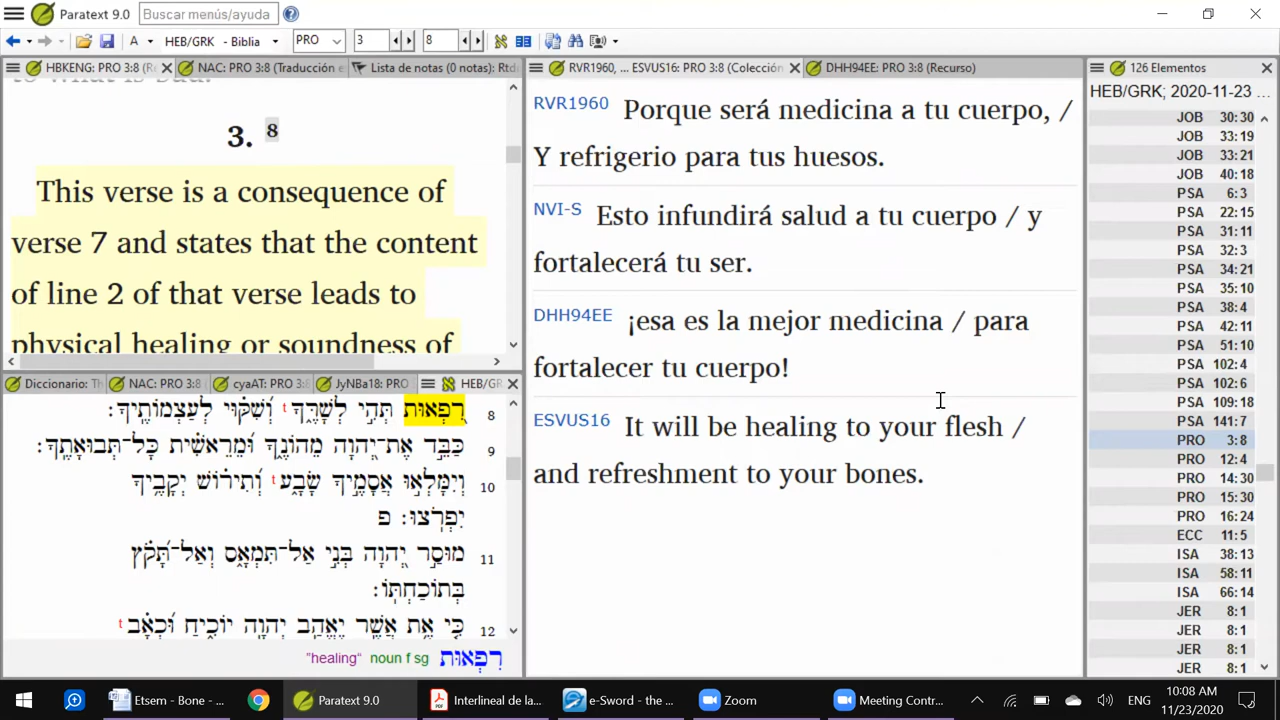 Paratext 9.0
Buscar menús/ayuda
HEB/GRK - Biblia
PRO
3
8
HBKENG: PRO 3:8 (R
NAC: PRO 3:8 (Traducción e
Lista de notas (0 notas): Rtd
3. 8
This verse is a consequence of
verse 7 and states that the content
of line 2 of that verse leads to
physical healing or soundness of
Diccionario: Th
NAC: PRO 3:8
cyaAT: PRO 3:
JyNBa18: PRO
HEB/GR
רִ֭פְאוּת תְּהִ֣י לְשָׁרֶּ֑ךָ t וְ֝שִׁקּ֗וּי לְעַצְמוֹתֶֽיךָ׃ 8
כַּבֵּ֣ד אֶת־יְ֭הוָה מֵהוֹנֶ֑ךָ וּ֝מֵרֵאשִׁ֗ית כָּל־תְּבוּאָתֶֽךָ׃ 9
וְיִמָּלְא֣וּ אֲסָמֶ֣יךָ שָׂבָ֑ע t וְ֝תִיר֗וֹשׁ יְקָבֶ֥יךָ 10
יִפְרֹֽצוּ׃ פ
מוּסַ֣ר יְ֭הוָה בְּנִ֣י אַל־תִּמְאָ֑ס וְאַל־תָּ֝קֹ֗ץ 11
בְּתוֹכַחְתּֽוֹ׃
כִּ֤י אֶ֥ת אֲשֶׁ֣ר יֶאֱהַ֣ב יְהוָ֣ה יוֹכִ֑יחַ וּ֝כְאָ֗ב t 12
רִפְאוּת noun f sg "healing"
RVR1960, ... ESVUS16: PRO 3:8 (Colección
DHH94EE: PRO 3:8 (Recurso)
RVR1960 Porque será medicina a tu cuerpo, /
Y refrigerio para tus huesos.
NVI-S Esto infundirá salud a tu cuerpo / y
fortalecerá tu ser.
DHH94EE ¡esa es la mejor medicina / para
fortalecer tu cuerpo!
ESVUS16 It will be healing to your flesh /
and refreshment to your bones.
126 Elementos
HEB/GRK; 2020-11-23 ...
JOB 30:30
JOB 33:19
JOB 33:21
JOB 40:18
PSA 6:3
PSA 22:15
PSA 31:11
PSA 32:3
PSA 34:21
PSA 35:10
PSA 38:4
PSA 42:11
PSA 51:10
PSA 102:4
PSA 102:6
PSA 109:18
PSA 141:7
PRO 3:8
PRO 12:4
PRO 14:30
PRO 15:30
PRO 16:24
ECC 11:5
ISA 38:13
ISA 58:11
ISA 66:14
JER 8:1
JER 8:1
JER 8:1
JER 8:1
Etsem - Bone - ...
Paratext 9.0
Interlineal de la...
e-Sword - the ...
Zoom
Meeting Contr...
ENG
10:08 AM
11/23/2020